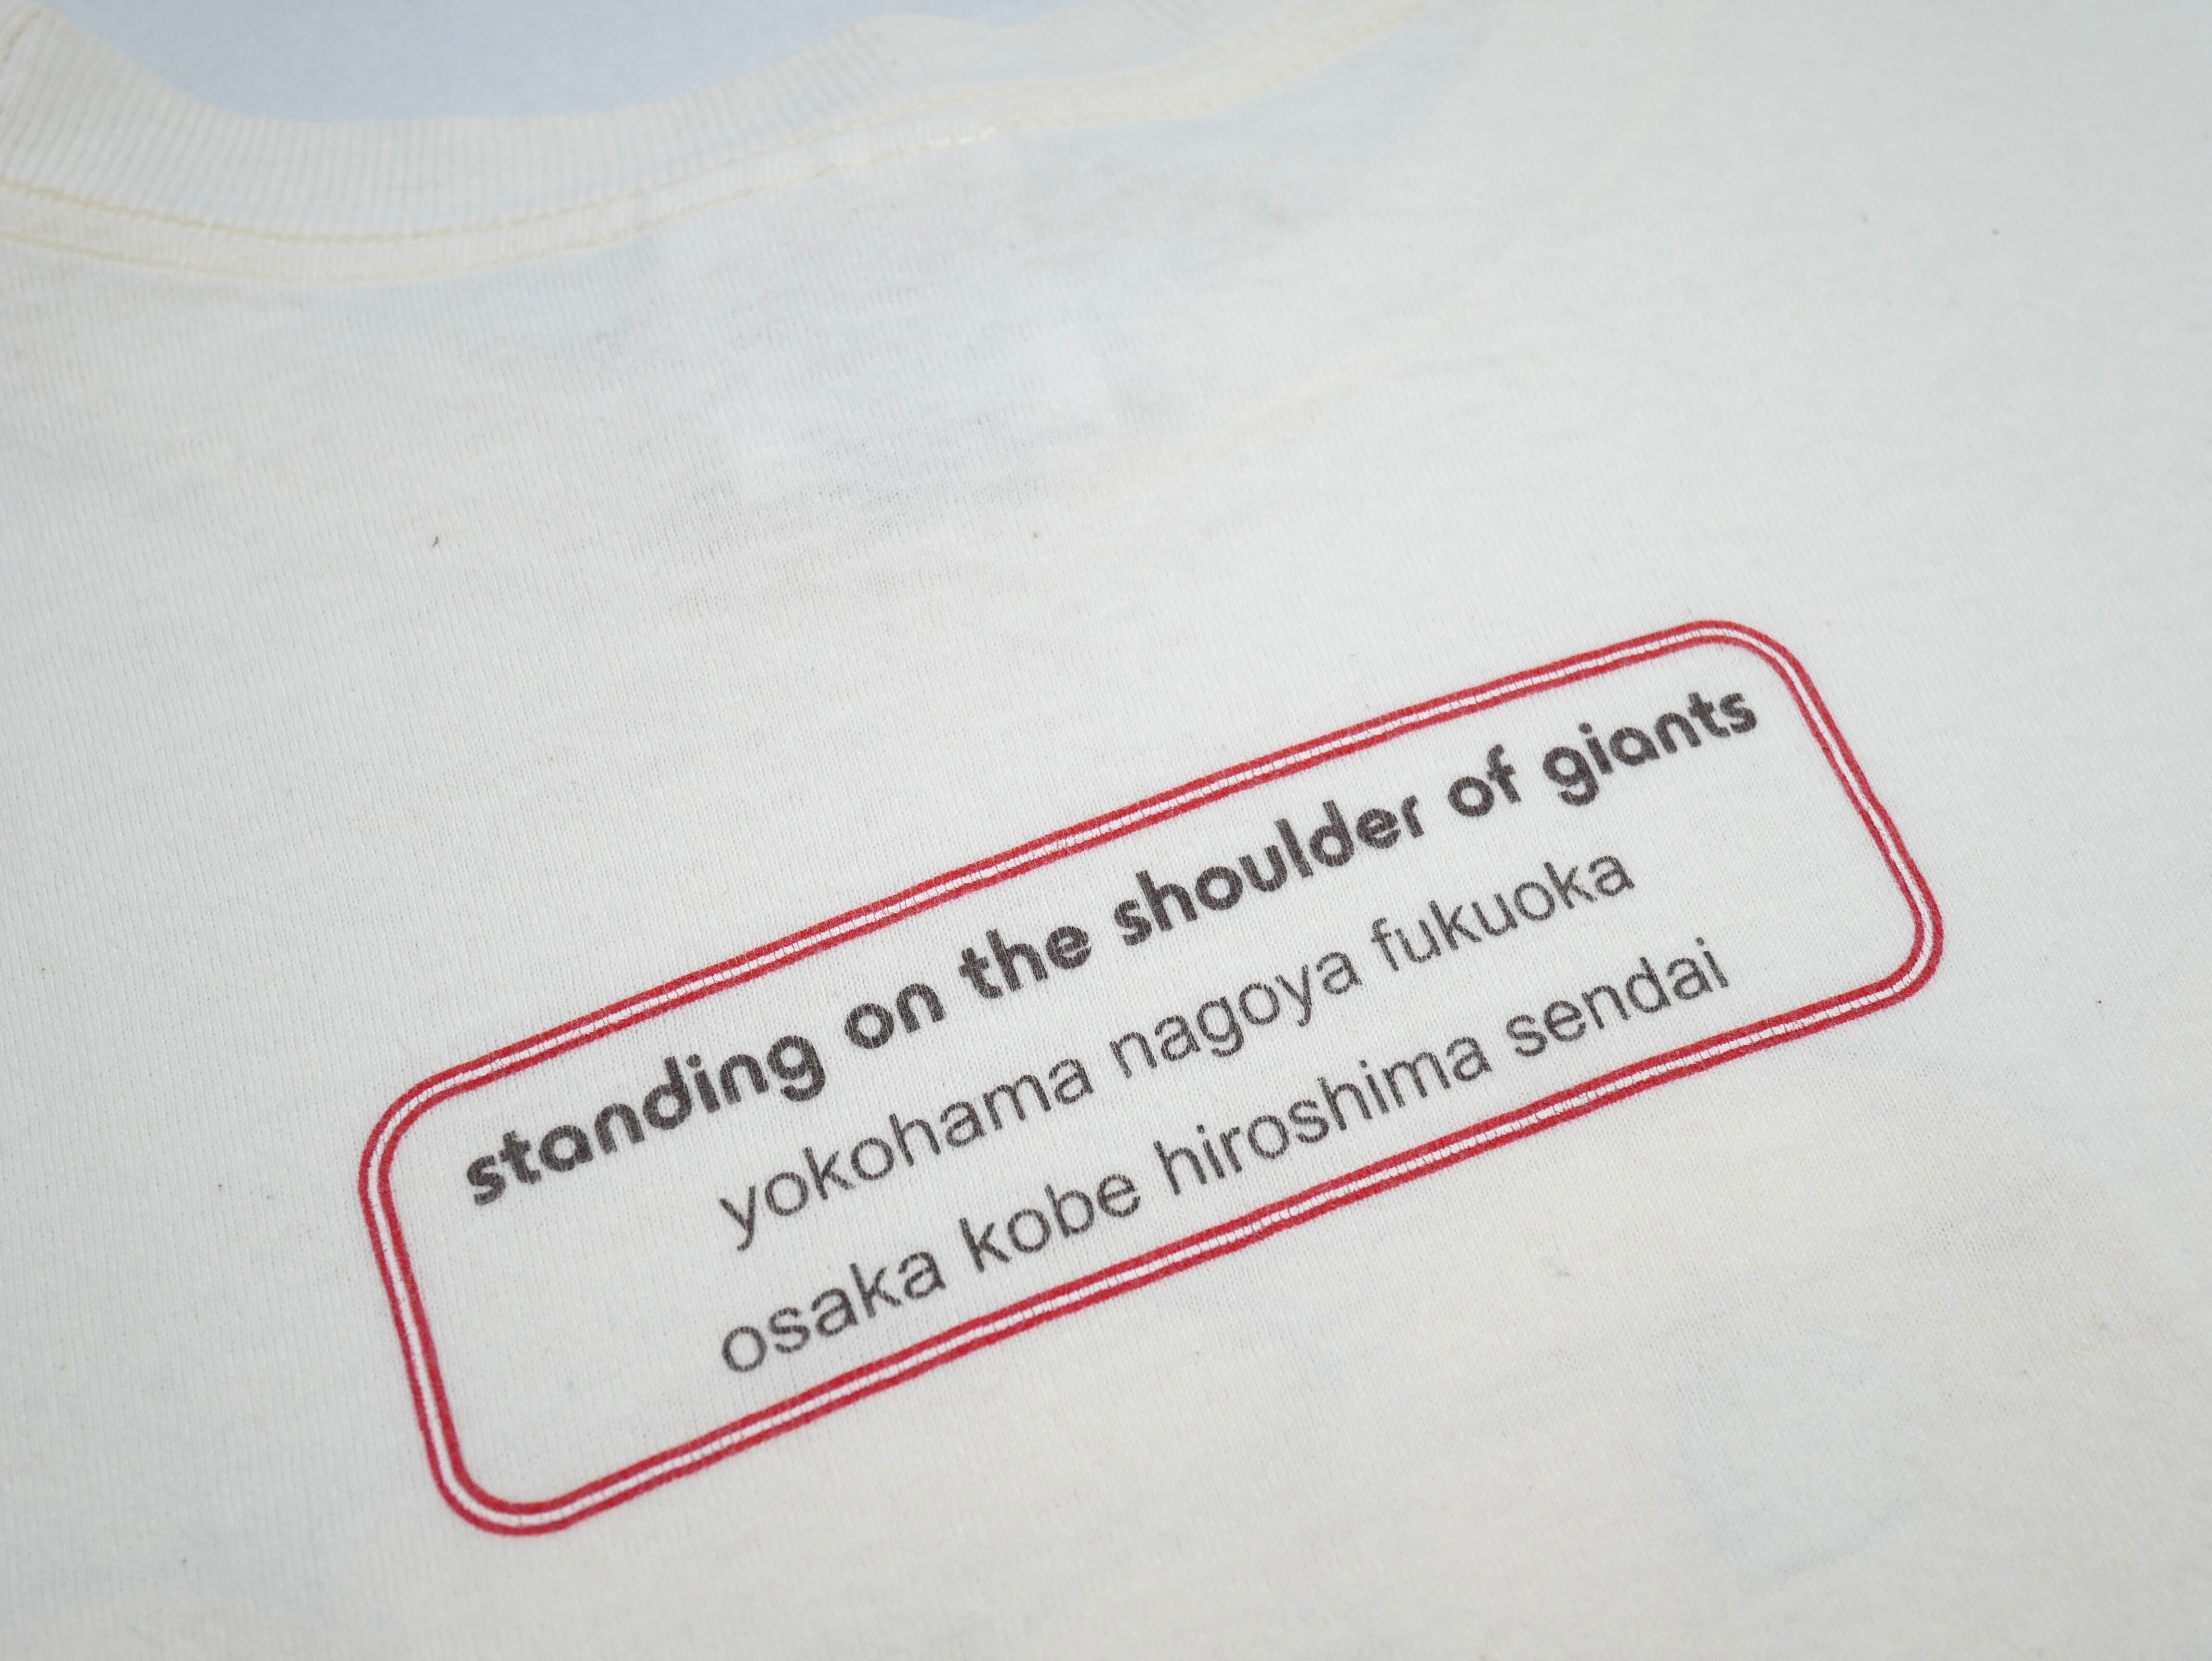 standing on the shoulder of giants
yokohama nagoya fukuoka
osaka kobe hiroshima sendai